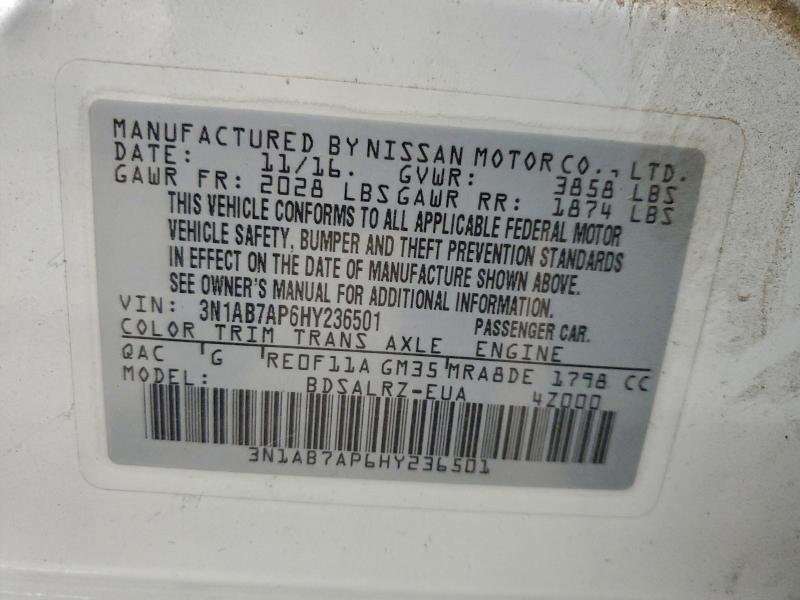 MANUFACTURED BY NISSAN MOTOR CO., LTD.
DATE: 11/16. GVWR: 3858 LBS
GAWR FR: 2028 LBS GAWR RR: 1874 LBS
THIS VEHICLE CONFORMS TO ALL APPLICABLE FEDERAL MOTOR
VEHICLE SAFETY, BUMPER AND THEFT PREVENTION STANDARDS
IN EFFECT ON THE DATE OF MANUFACTURE SHOWN ABOVE.
SEE OWNER'S MANUAL FOR ADDITIONAL INFORMATION.
VIN: 3N1AB7AP6HY236501 PASSENGER CAR.
COLOR TRIM TRANS AXLE ENGINE
QAC G RE0F11A GM35 MRA8DE 1798 CC
MODEL: BDSALRZ-EUA 4Z000
3N1AB7AP6HY236501